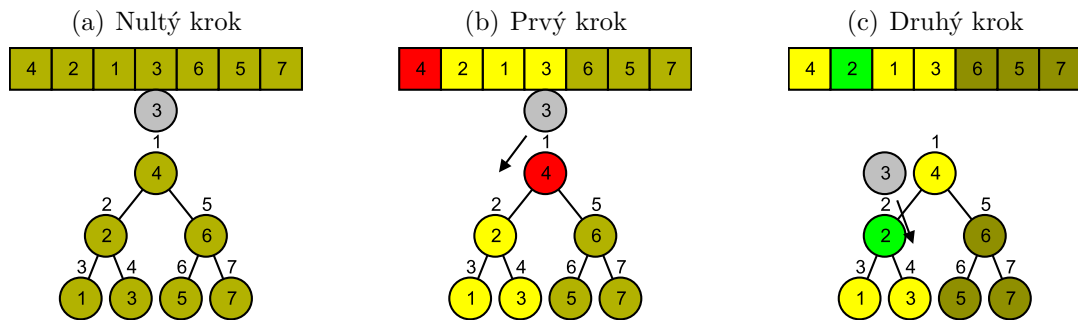 (a) Nultý krok (b) Prvý krok (c) Druhý krok
4 2 1 3 6 5 7 4 2 1 3 6 5 7 4 2 1 3 6 5 7
3 3
1 1 1
4 4 3 4
2 5 2 5 2 5
2 6 2 6 2 6
3 4 6 7 3 4 6 7 3 4 6 7
1 3 5 7 1 3 5 7 1 3 5 7